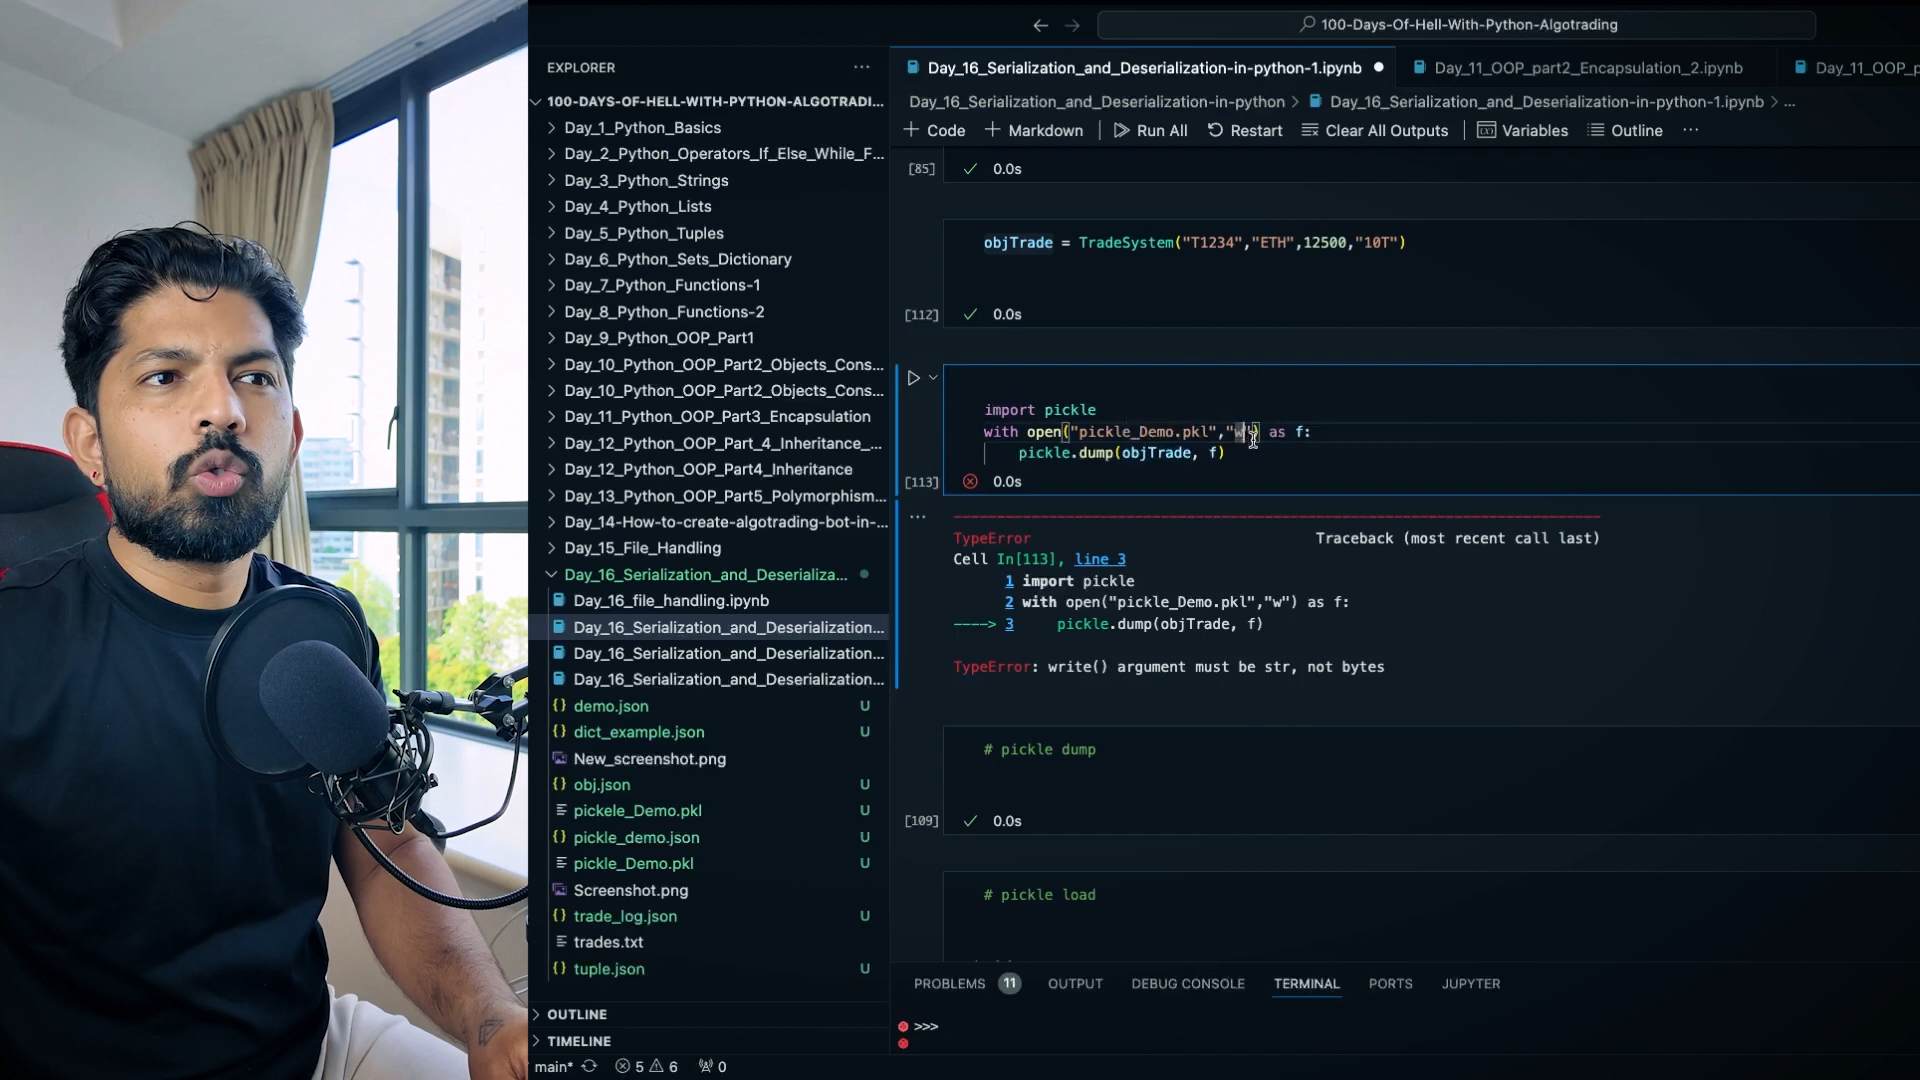 100-Days-Of-Hell-With-Python-Algotrading
EXPLORER
100-DAYS-OF-HELL-WITH-PYTHON-ALGOTRADI...
Day_1_Python_Basics
Day_2_Python_Operators_If_Else_While_F...
Day_3_Python_Strings
Day_4_Python_Lists
Day_5_Python_Tuples
Day_6_Python_Sets_Dictionary
Day_7_Python_Functions-1
Day_8_Python_Functions-2
Day_9_Python_OOP_Part1
Day_10_Python_OOP_Part2_Objects_Cons...
Day_10_Python_OOP_Part2_Objects_Cons...
Day_11_Python_OOP_Part3_Encapsulation
Day_12_Python_OOP_Part_4_Inheritance_...
Day_12_Python_OOP_Part4_Inheritance
Day_13_Python_OOP_Part5_Polymorphism...
Day_14-How-to-create-algotrading-bot-in-...
Day_15_File_Handling
Day_16_Serialization_and_Deserializa...
Day_16_file_handling.ipynb
Day_16_Serialization_and_Deserialization...
Day_16_Serialization_and_Deserialization...
Day_16_Serialization_and_Deserialization...
demo.json U
dict_example.json U
New_screenshot.png
obj.json U
pickele_Demo.pkl U
pickle_demo.json U
pickle_Demo.pkl U
Screenshot.png
trade_log.json U
trades.txt
tuple.json U
OUTLINE
TIMELINE
main* 5 6 0
Day_16_Serialization_and_Deserialization-in-python-1.ipynb Day_11_OOP_part2_Encapsulation_2.ipynb Day_11_OOP_p
Day_16_Serialization_and_Deserialization-in-python > Day_16_Serialization_and_Deserialization-in-python-1.ipynb > ...
+ Code + Markdown Run All Restart Clear All Outputs Variables Outline ...
[85] 0.0s
objTrade = TradeSystem("T1234","ETH",12500,"10T")
[112] 0.0s
import pickle
with open("pickle_Demo.pkl","w") as f:
pickle.dump(objTrade, f)
[113] 0.0s
TypeError Traceback (most recent call last)
Cell In[113], line 3
1 import pickle
2 with open("pickle_Demo.pkl","w") as f:
----> 3 pickle.dump(objTrade, f)
TypeError: write() argument must be str, not bytes
# pickle dump
[109] 0.0s
# pickle load
PROBLEMS 11 OUTPUT DEBUG CONSOLE TERMINAL PORTS JUPYTER
>>>